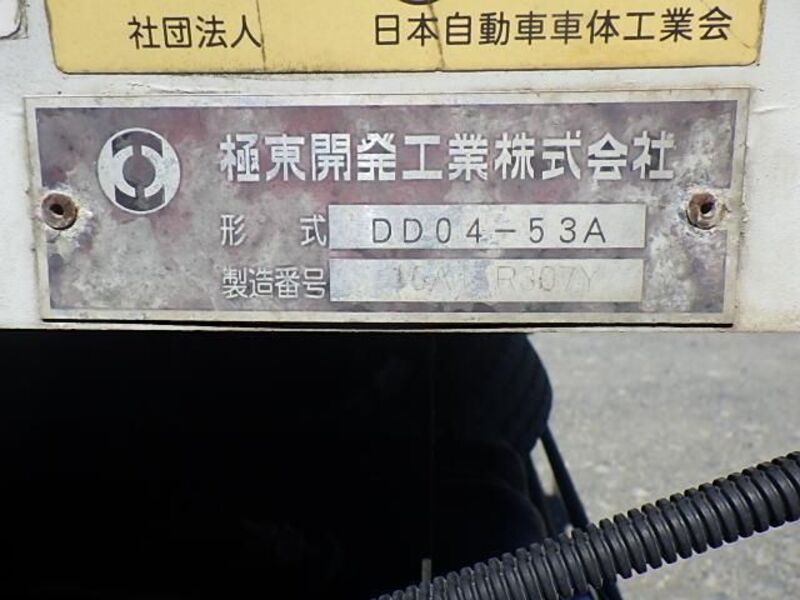 社団法人 日本自動車車体工業会
極東開発工業株式会社
形 式 DD04-53A
製造番号